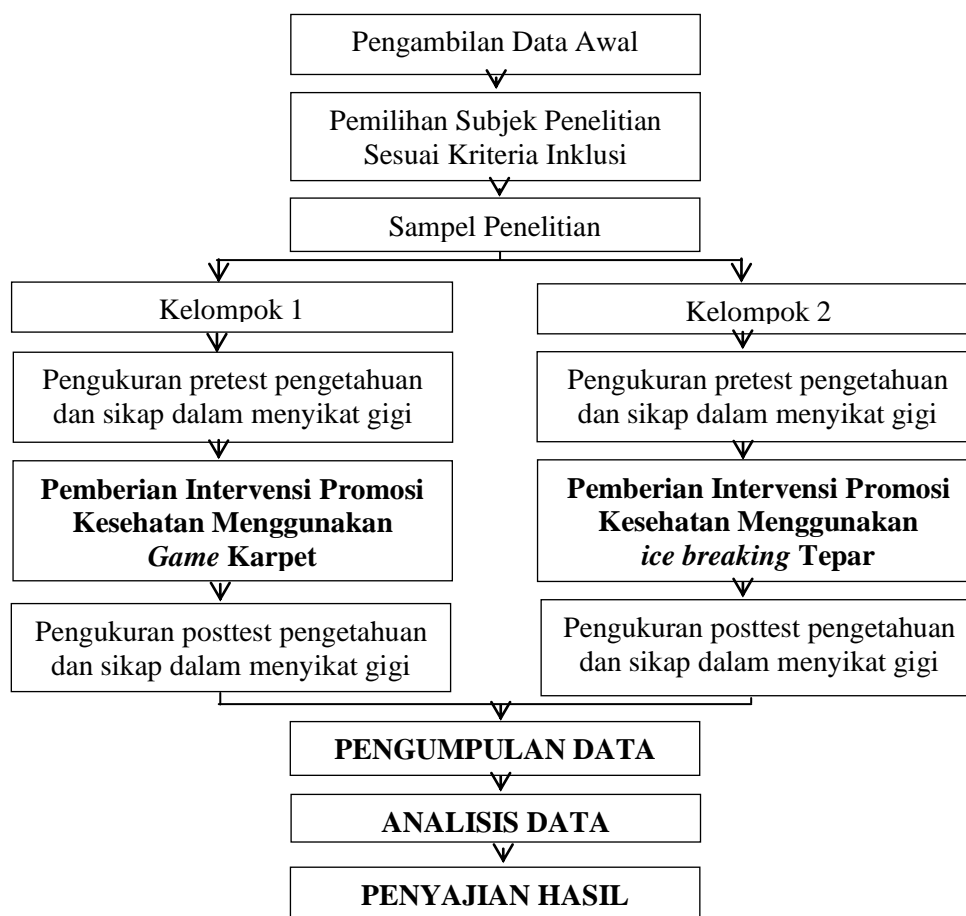 Pengambilan Data Awal
Pemilihan Subjek Penelitian
Sesuai Kriteria Inklusi
Sampel Penelitian
Kelompok 1
Kelompok 2
Pengukuran pretest pengetahuan
dan sikap dalam menyikat gigi
Pengukuran pretest pengetahuan
dan sikap dalam menyikat gigi
Pemberian Intervensi Promosi
Kesehatan Menggunakan
Game Karpet
Pemberian Intervensi Promosi
Kesehatan Menggunakan
ice breaking Tepar
Pengukuran posttest pengetahuan
dan sikap dalam menyikat gigi
Pengukuran posttest pengetahuan
dan sikap dalam menyikat gigi
PENGUMPULAN DATA
ANALISIS DATA
PENYAJIAN HASIL